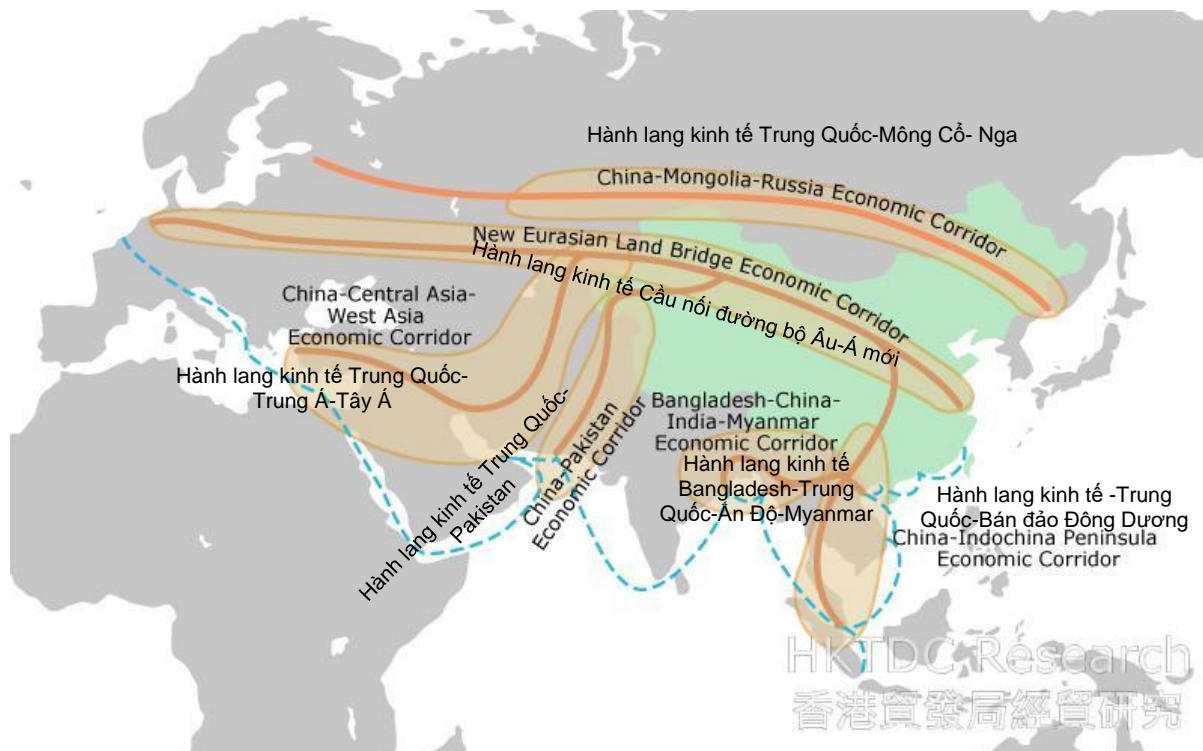 Hành lang kinh tế Trung Quốc-Mông Cổ- Nga
China-Mongolia-Russia Economic Corridor
New Eurasian Land Bridge Economic Corridor
Hành lang kinh tế Cầu nối đường bộ Âu-Á mới
China-Central Asia-
West Asia
Economic Corridor
Hành lang kinh tế Trung Quốc-
Trung Á-Tây Á
Hành lang kinh tế Trung Quốc-
Pakistan
China-Pakistan
Economic Corridor
Bangladesh-China-
India-Myanmar
Economic Corridor
Hành lang kinh tế
Bangladesh-Trung
Quốc-Ấn Độ-Myanmar
Hành lang kinh tế -Trung
Quốc-Bán đảo Đông Dương
China-Indochina Peninsula
Economic Corridor
HKTDC Research
香港貿發局經貿研究